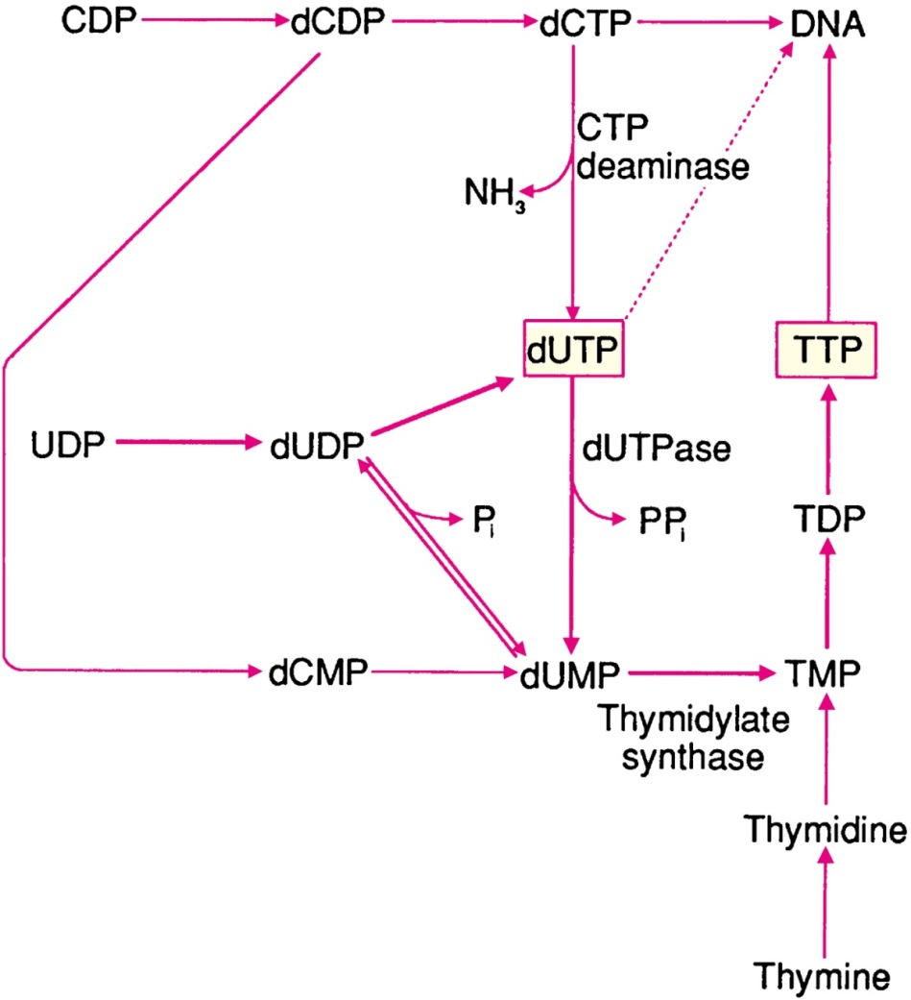 CDP dCDP dCTP DNA
CTP
deaminase
NH₃
dUTP TTP
UDP dUDP dUTPase
Pi PPi TDP
dCMP dUMP TMP
Thymidylate
synthase
Thymidine
Thymine